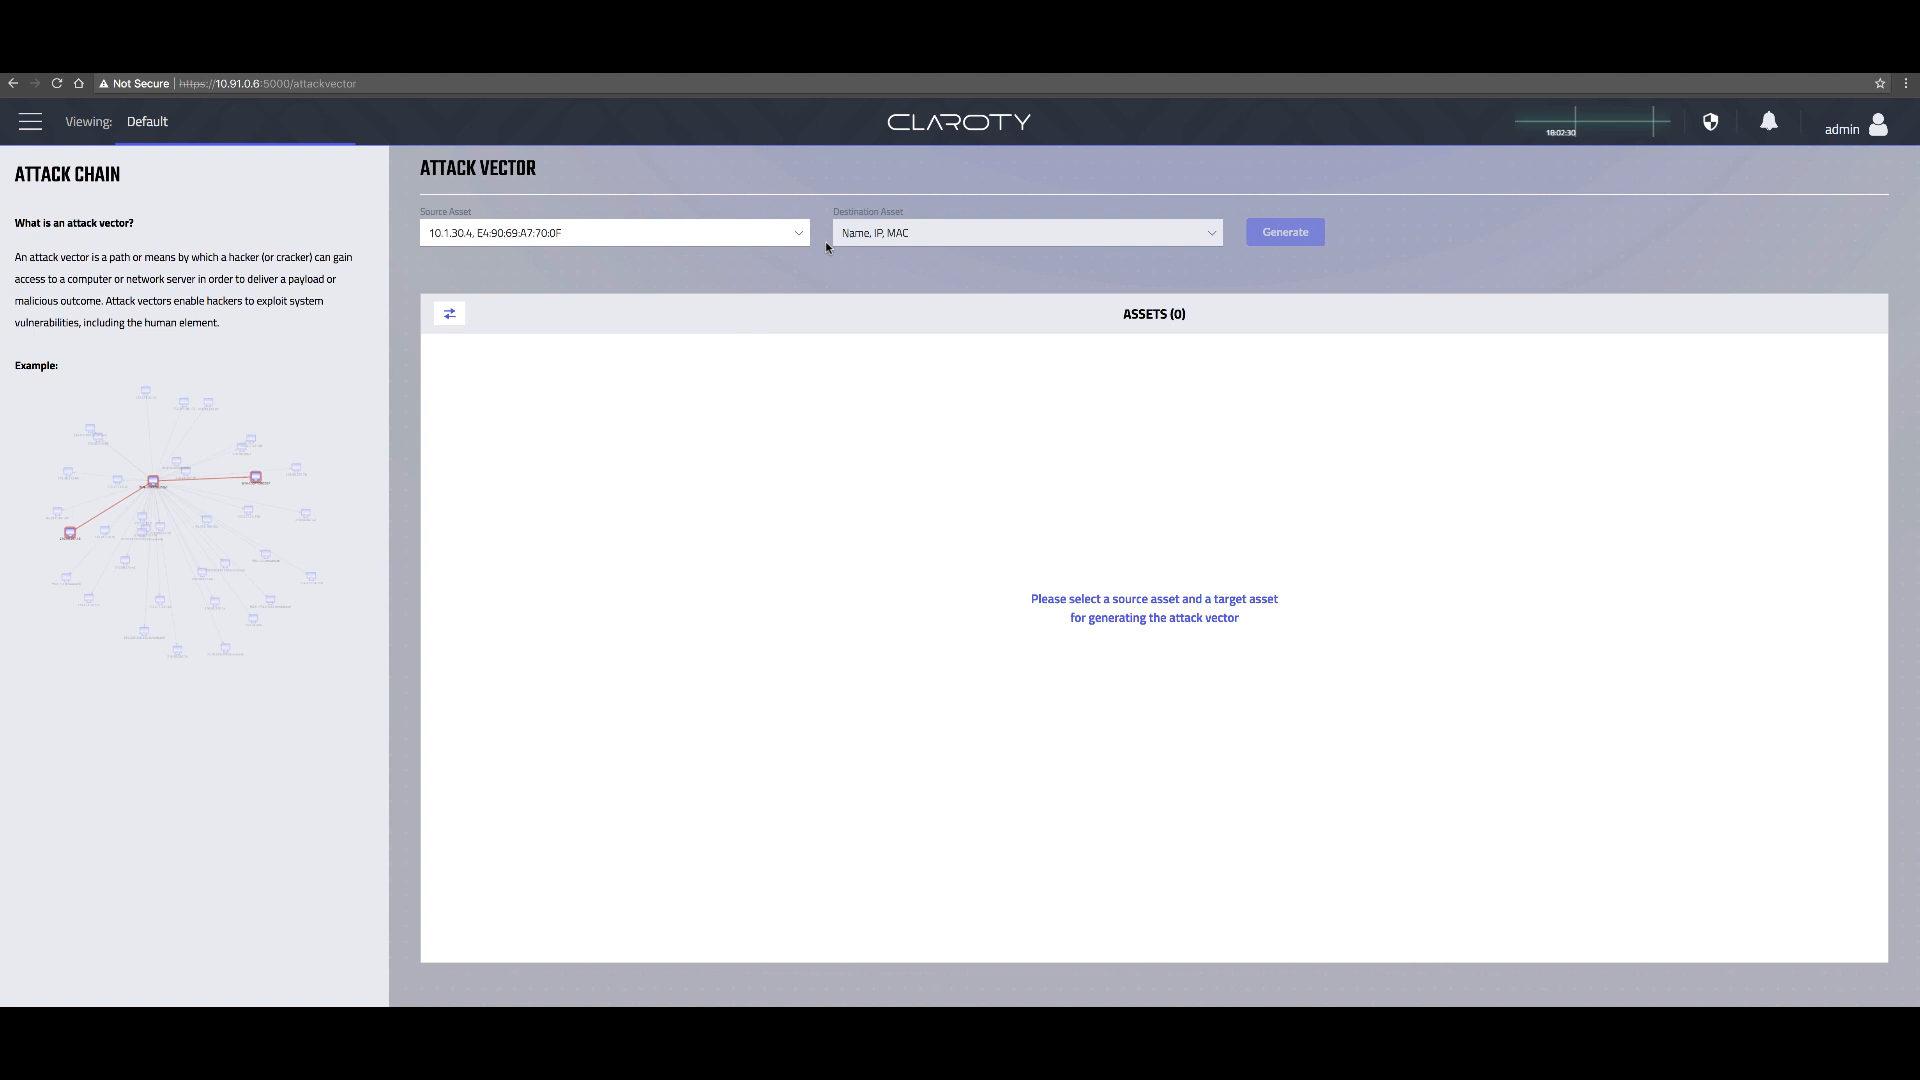 Not Secure | https://10.91.0.6:5000/attackvector
Viewing: Default
CLAROTY
18:02:30
admin
ATTACK CHAIN
What is an attack vector?
An attack vector is a path or means by which a hacker (or cracker) can gain
access to a computer or network server in order to deliver a payload or
malicious outcome. Attack vectors enable hackers to exploit system
vulnerabilities, including the human element.
Example:
ATTACK VECTOR
Source Asset
10.1.30.4, E4:90:69:A7:70:0F
Destination Asset
Name, IP, MAC
Generate
ASSETS (0)
Please select a source asset and a target asset
for generating the attack vector